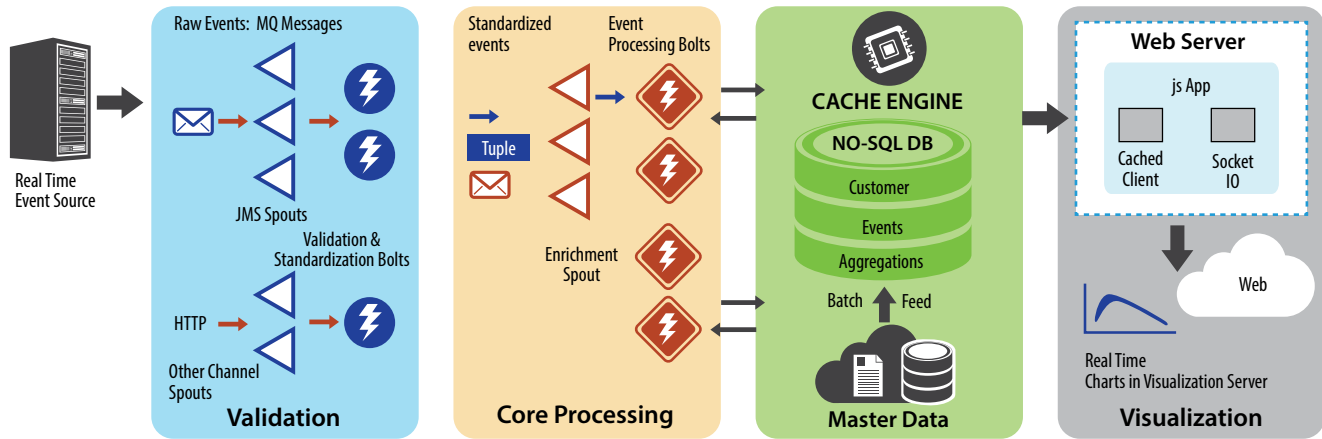 Real Time
Event Source
Raw Events: MQ Messages
JMS Spouts
Validation &
Standardization Bolts
HTTP
Other Channel
Spouts
Validation
Standardized
events
Event
Processing Bolts
Tuple
Enrichment
Spout
Core Processing
CACHE ENGINE
NO-SQL DB
Customer
Events
Aggregations
Batch
Feed
Master Data
Web Server
js App
Cached
Client
Socket
IO
Web
Real Time
Charts in Visualization Server
Visualization